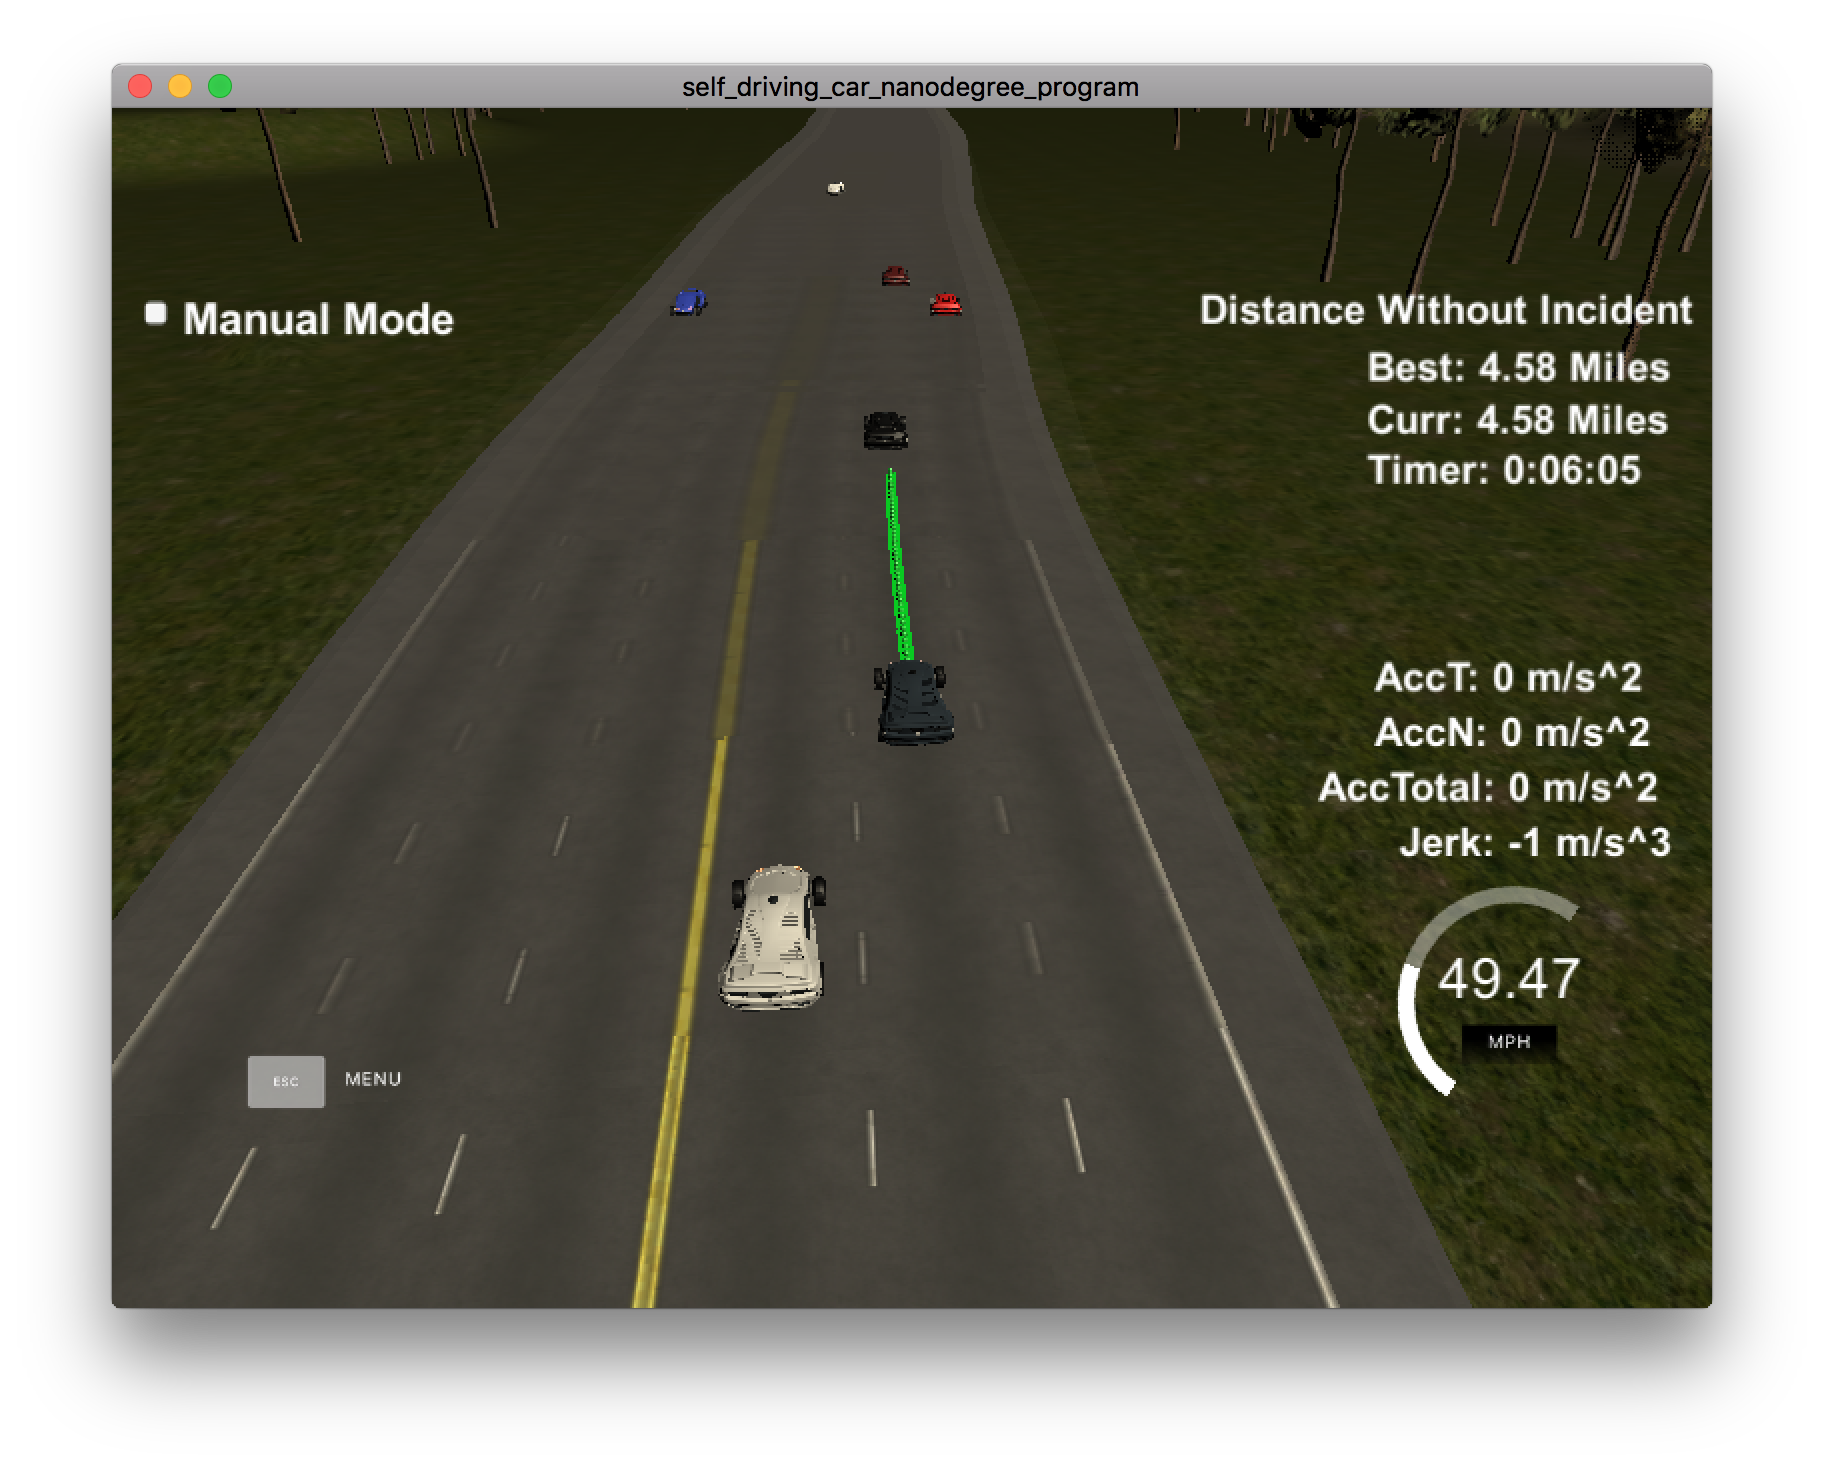 self_driving_car_nanodegree_program
Manual Mode
Distance Without Incident
Best: 4.58 Miles
Curr: 4.58 Miles
Timer: 0:06:05
AccT: 0 m/s^2
AccN: 0 m/s^2
AccTotal: 0 m/s^2
Jerk: -1 m/s^3
49.47
MPH
ESC MENU